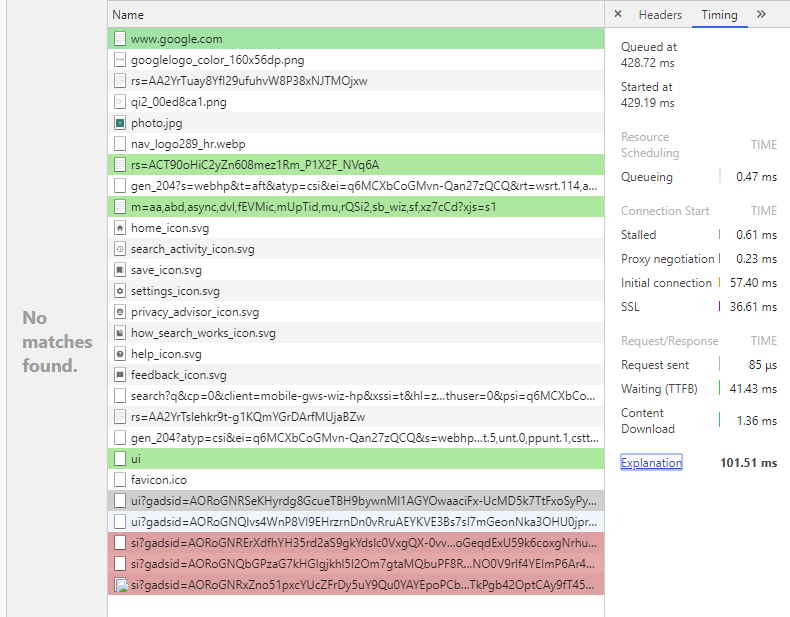 No
matches
found.
Name
www.google.com
googlelogo_color_160x56dp.png
rs=AA2YrTuay8YfI29ufuhvW8P38xNJTMOjxw
qi2_00ed8ca1.png
photo.jpg
nav_logo289_hr.webp
rs=ACT90oHiC2yZn608mez1Rm_P1X2F_NVq6A
gen_204?s=webhp&t=aft&atyp=csi&ei=q6MCXbCoGMvn-Qan27zQCQ&rt=wsrt.114,a...
m=aa,abd,async,dvl,fEVMic,mUpTid,mu,rQSi2,sb_wiz,sf,xz7cCd?xjs=s1
home_icon.svg
search_activity_icon.svg
save_icon.svg
settings_icon.svg
privacy_advisor_icon.svg
how_search_works_icon.svg
help_icon.svg
feedback_icon.svg
search?q&cp=0&client=mobile-gws-wiz-hp&xssi=t&hl=z...thuser=0&psi=q6MCXbCo...
rs=AA2YrTslehkr9t-g1KQmYGrDArfMUjaBZw
gen_204?atyp=csi&ei=q6MCXbCoGMvn-Qan27zQCQ&s=webhp...t.5,unt.0,ppunt.1,cstt...
ui
favicon.ico
ui?gadsid=AORoGNRSeKHyrdg8GcueTBH9bywnMI1AGYOwaaciFx-UcMD5k7TtFxoSyPy...
ui?gadsid=AORoGNQlvs4WnP8VI9EHrzrnDn0vRruAEYKVE3Bs7sI7mGeonNka3OHU0jpr...
si?gadsid=AORoGNRErXdfhYH35rd2aS9gkYdslc0VxgQX-0vv...oGeqdExU59k6coxgNrhu...
si?gadsid=AORoGNQbGPzaG7kHGlgjkhI5I2Om7gtaMQbuPF8R...NO0V9rIf4YEImP6Ar4...
si?gadsid=AORoGNRxZno51pxcYUcZFrDy5uY9Qu0YAYEpoPCb...TkPgb42OptCAy9fT45...
Headers Timing
Queued at
428.72 ms
Started at
429.19 ms
Resource
Scheduling TIME
Queueing 0.47 ms
Connection Start TIME
Stalled 0.61 ms
Proxy negotiation 0.23 ms
Initial connection 57.40 ms
SSL 36.61 ms
Request/Response TIME
Request sent 85 µs
Waiting (TTFB) 41.43 ms
Content
Download 1.36 ms
Explanation 101.51 ms